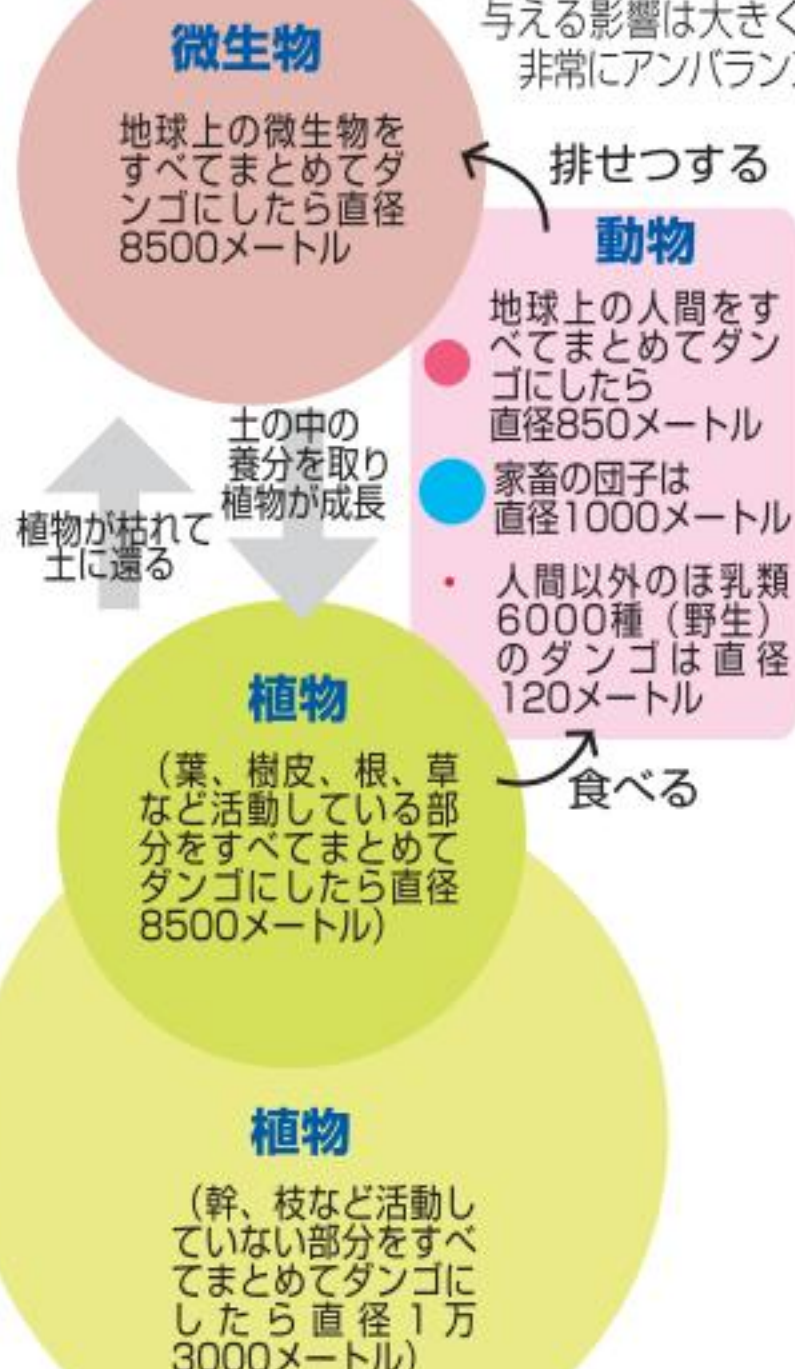 与える影響は大きく
非常にアンバラン
微生物
地球上の微生物を
すべてまとめてダ
ンゴにしたら直径
8500メートル
排せつする
動物
地球上の人間をす
べてまとめてダン
ゴにしたら
直径850メートル
家畜の団子は
直径1000メートル
人間以外のほ乳類
6000種（野生）
のダンゴは直径
120メートル
土の中の
養分を取り
植物が成長
植物が枯れて
土に還る
植物
（葉、樹皮、根、草
など活動している部
分をすべてまとめて
ダンゴにしたら直径
8500メートル）
食べる
植物
（幹、枝など活動し
ていない部分をすべ
てまとめてダンゴに
したら直径１万
3000メートル）